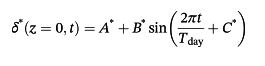 δ*(z = 0, t) = A* + B* sin(2πt / T_day + C*)